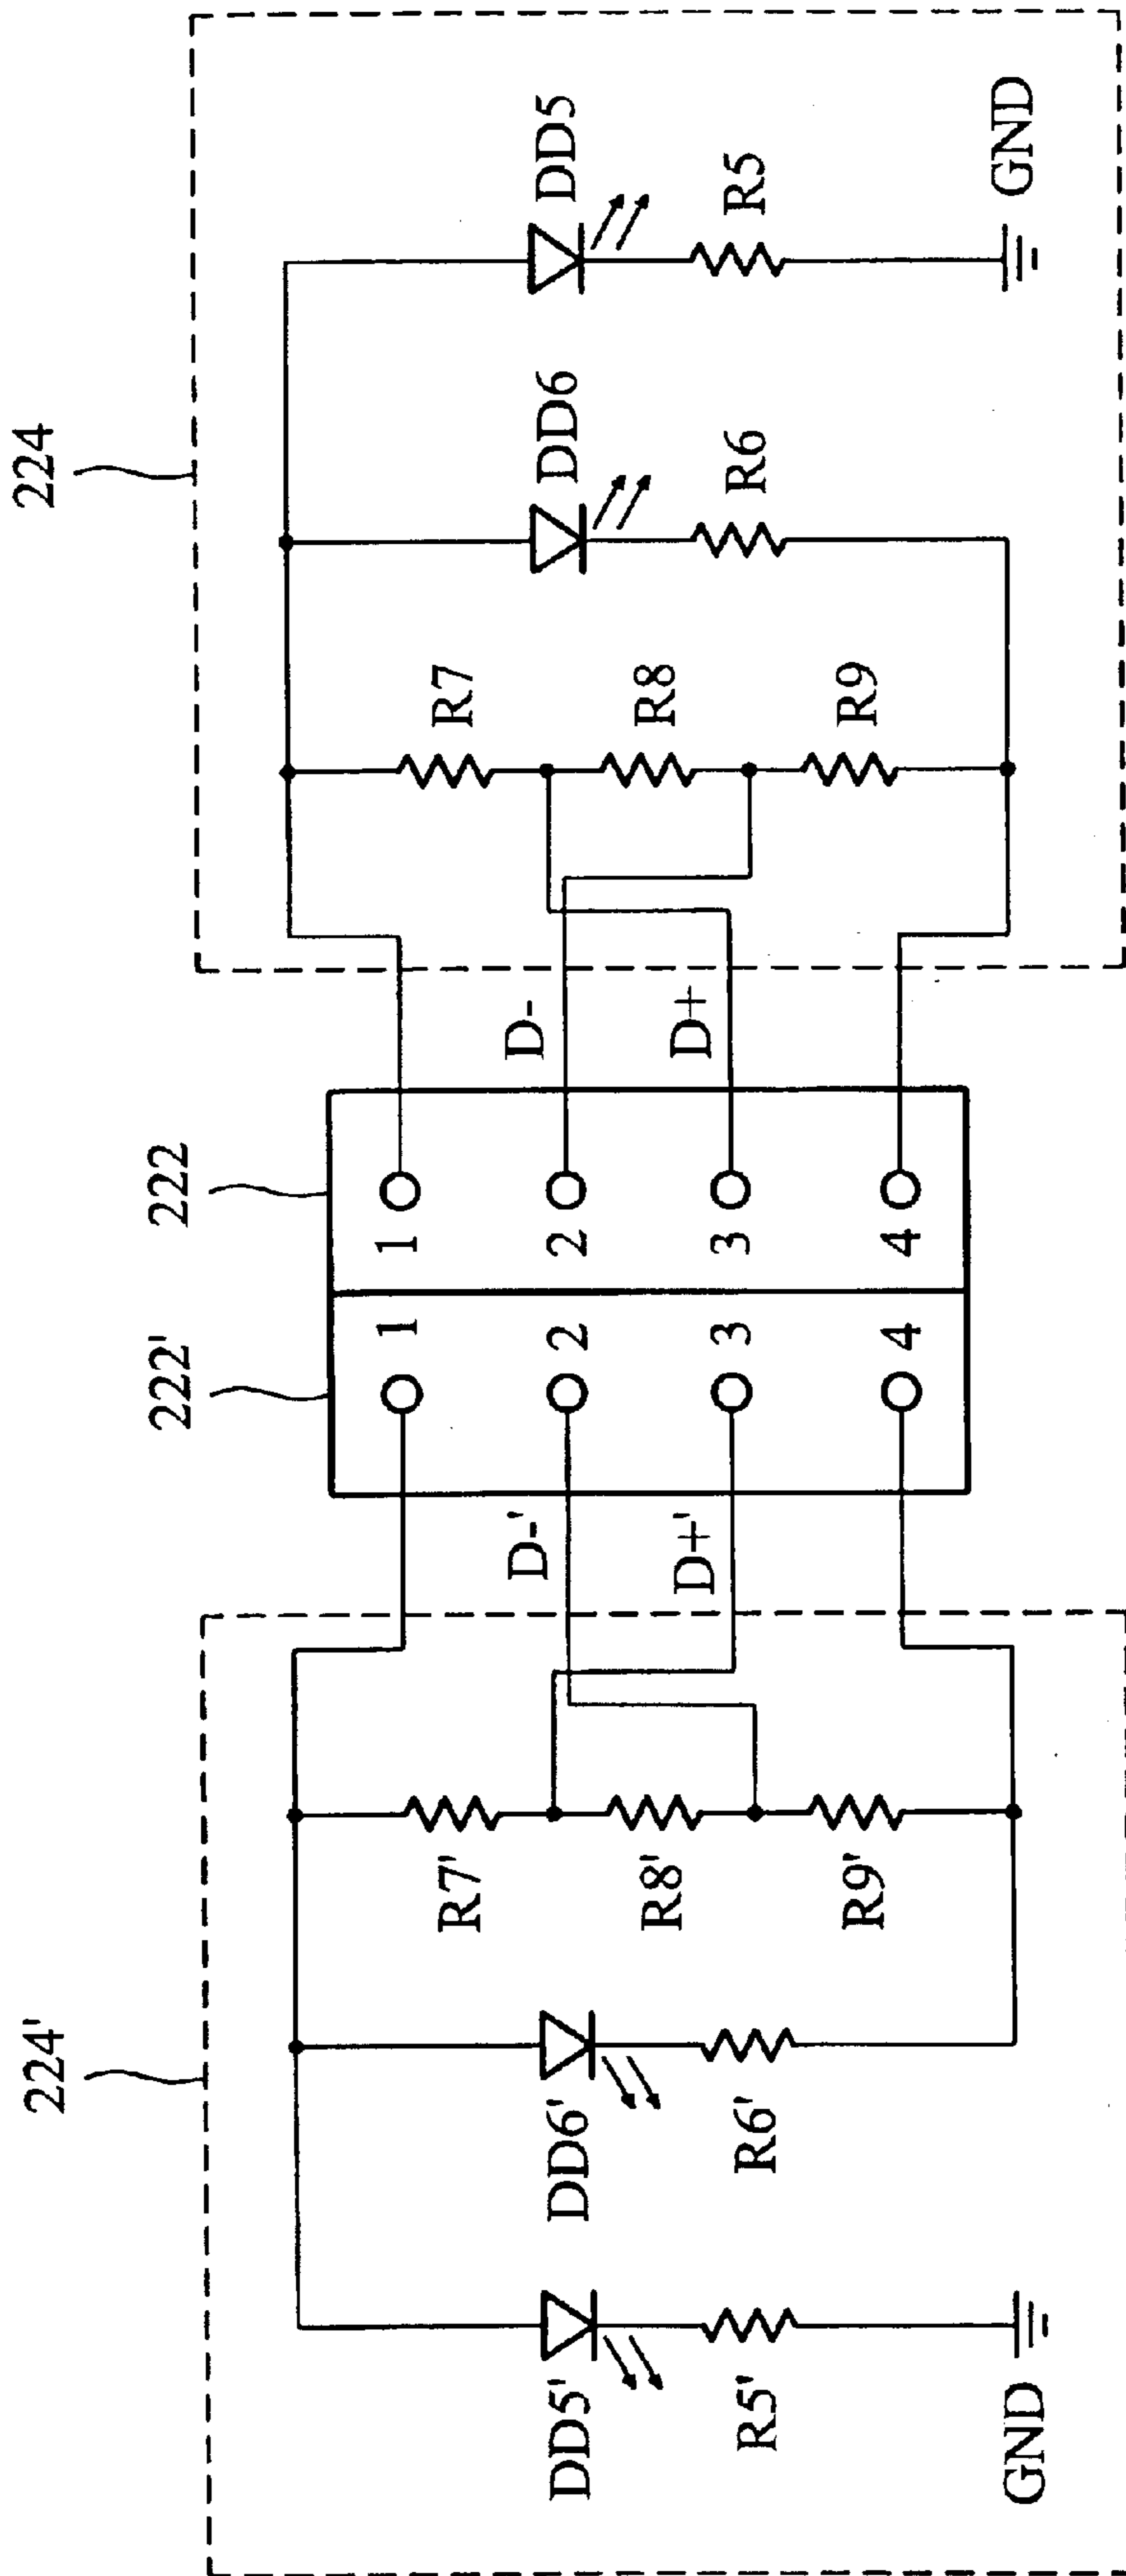 224'
222'
222
224
DD5'
DD6'
R5'
R6'
R7'
R8'
R9'
GND
D-'
D+'
1
2
3
4
1
2
3
4
D-
D+
R7
R8
R9
DD6
R6
DD5
R5
GND